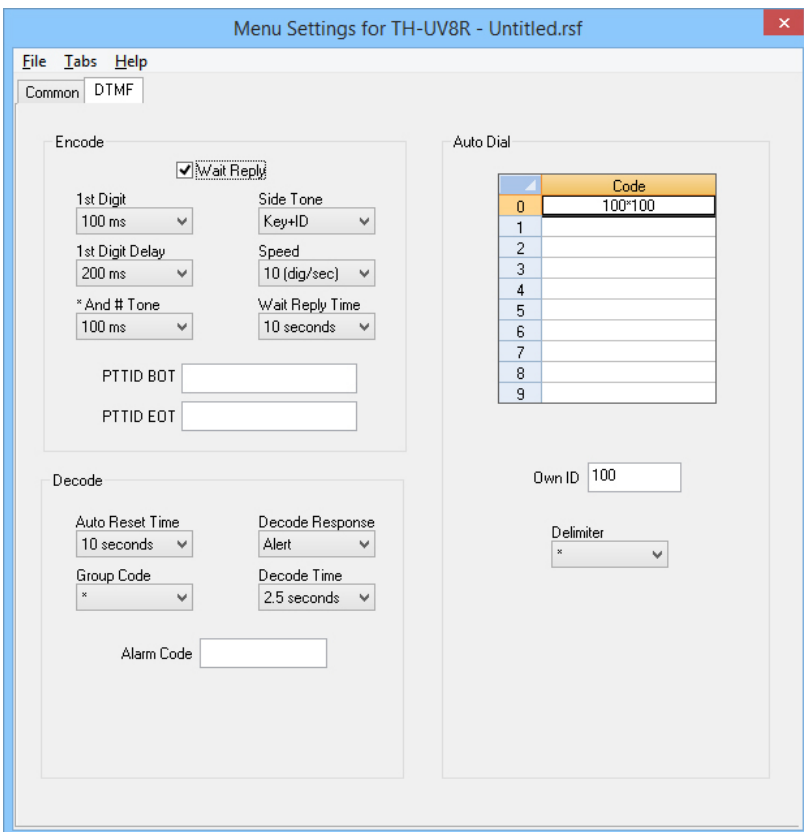 Menu Settings for TH-UV8R - Untitled.rsf
File Tabs Help
Common DTMF
Encode
Wait Reply
1st Digit Side Tone
100 ms Key+ID
1st Digit Delay Speed
200 ms 10 (dig/sec)
* And # Tone Wait Reply Time
100 ms 10 seconds
PTTID BOT
PTTID EOT
Decode
Auto Reset Time Decode Response
10 seconds Alert
Group Code Decode Time
* 2.5 seconds
Alarm Code
Auto Dial
Code
0 100*100
1
2
3
4
5
6
7
8
9
Own ID 100
Delimiter
*